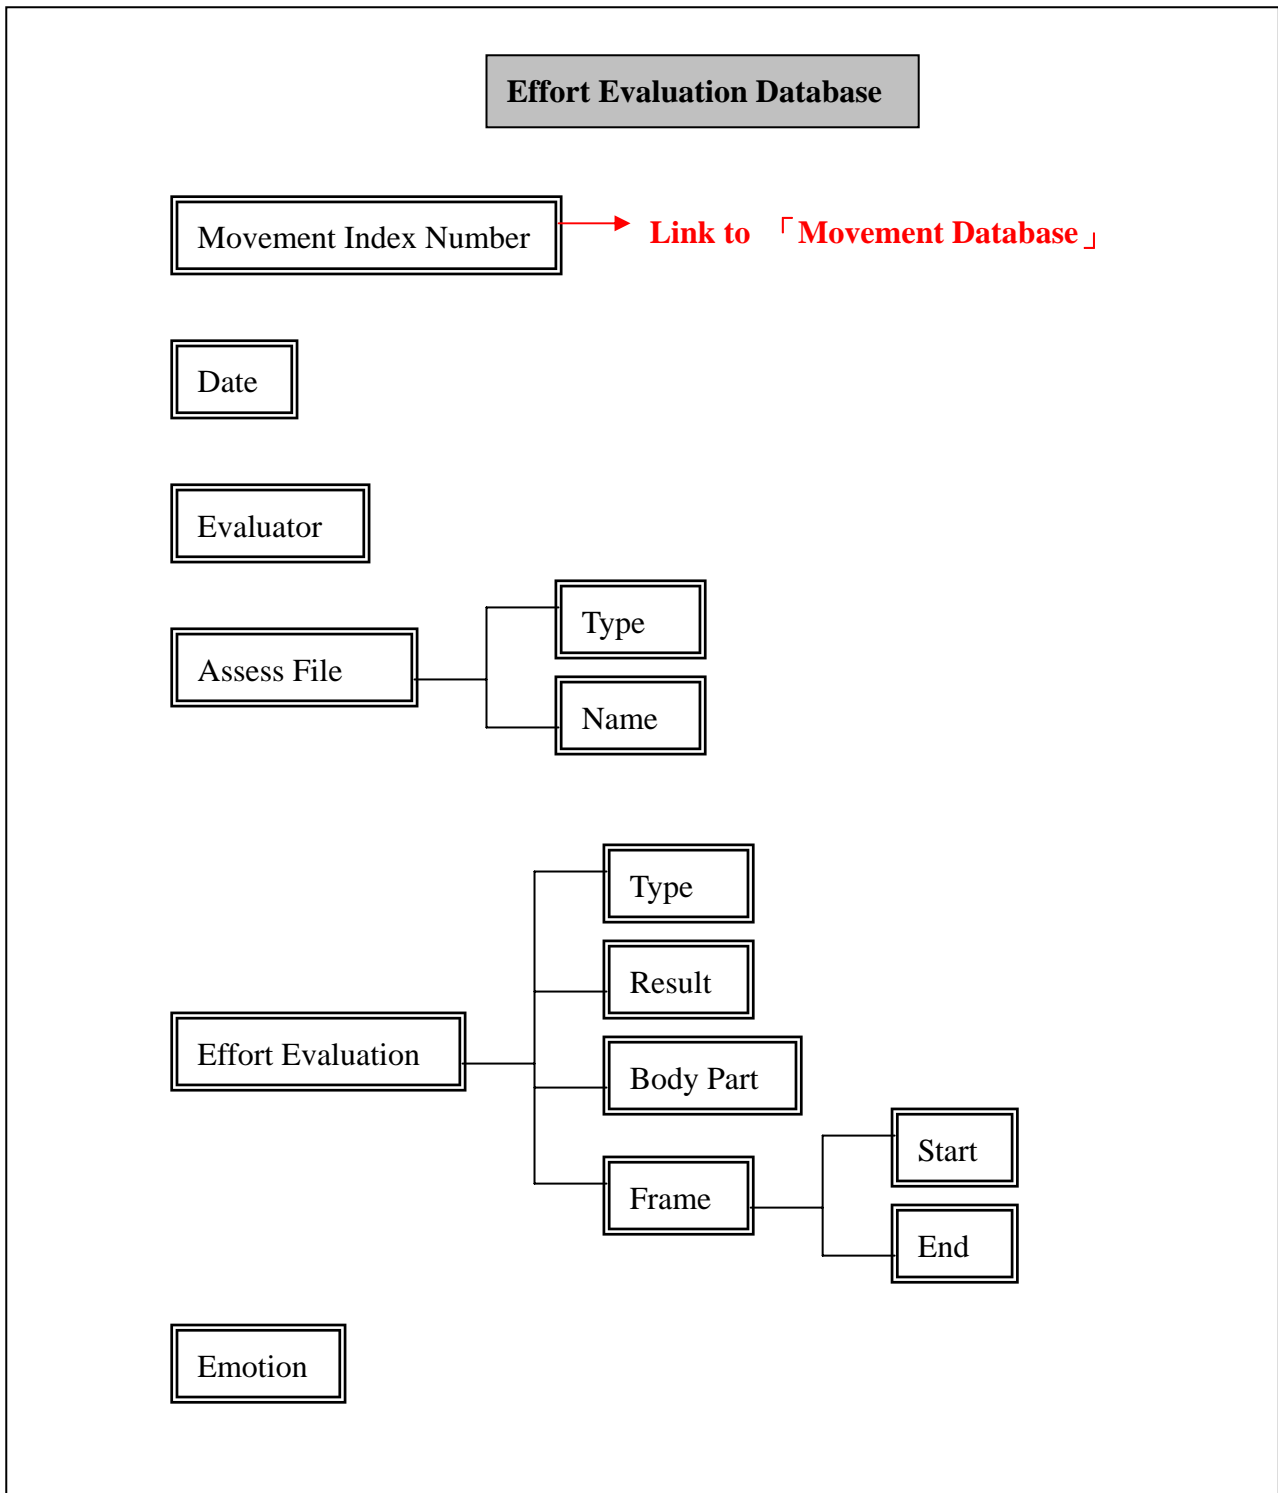 Effort Evaluation Database
Movement Index Number
Link to 「Movement Database」
Date
Evaluator
Assess File
Type
Name
Effort Evaluation
Type
Result
Body Part
Frame
Start
End
Emotion